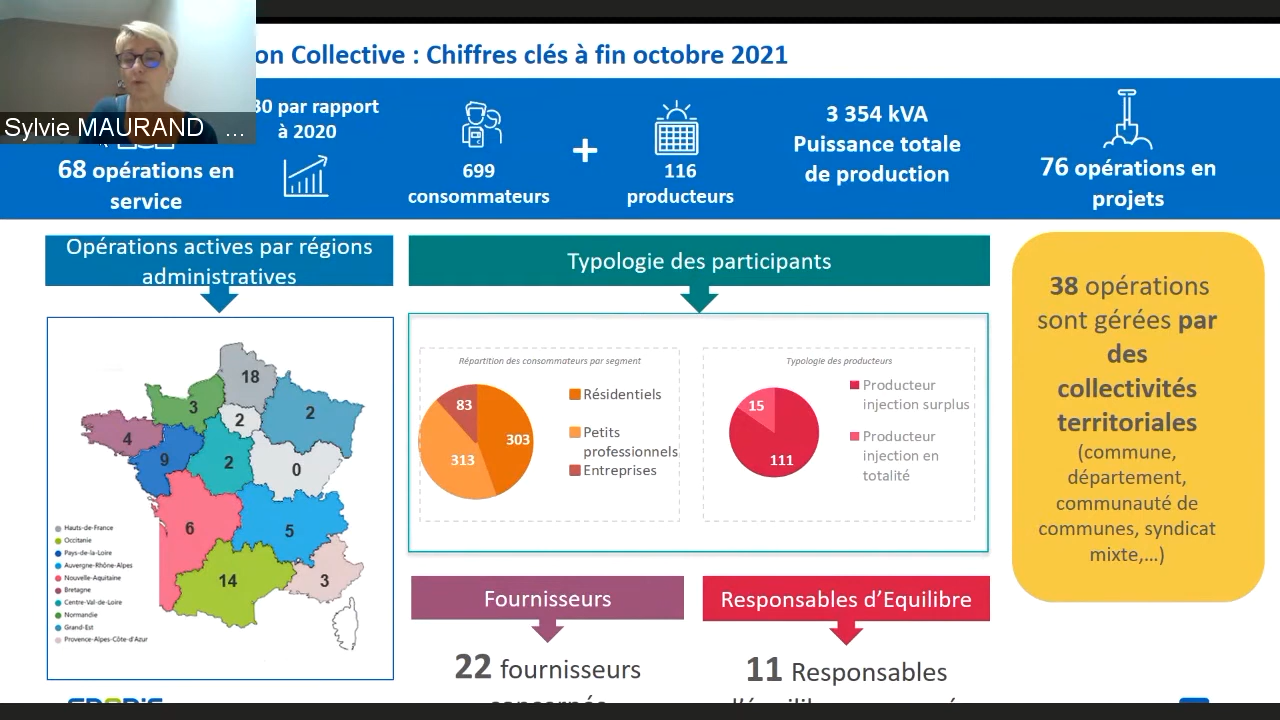 Sylvie MAURAND ...
on Collective : Chiffres clés à fin octobre 2021
68 opérations en
service
30 par rapport
à 2020
699
consommateurs
+
116
producteurs
3 354 kVA
Puissance totale
de production
76 opérations en
projets
Opérations actives par régions
administratives
18
3
2
2
4
9
2
0
6
5
14
3
Hauts-de-France
Occitanie
Pays-de-la-Loire
Auvergne-Rhône-Alpes
Nouvelle-Aquitaine
Bretagne
Centre-Val-de-Loire
Normandie
Grand-Est
Provence-Alpes-Côte-d'Azur
Typologie des participants
Répartition des consommateurs par segment
83
303
313
Résidentiels
Petits
professionnels
Entreprises
Typologie des producteurs
15
111
Producteur
injection surplus
Producteur
injection en
totalité
38 opérations
sont gérées par
des
collectivités
territoriales
(commune,
département,
communauté de
communes, syndicat
mixte,...)
Fournisseurs
22 fournisseurs
Responsables d'Equilibre
11 Responsables